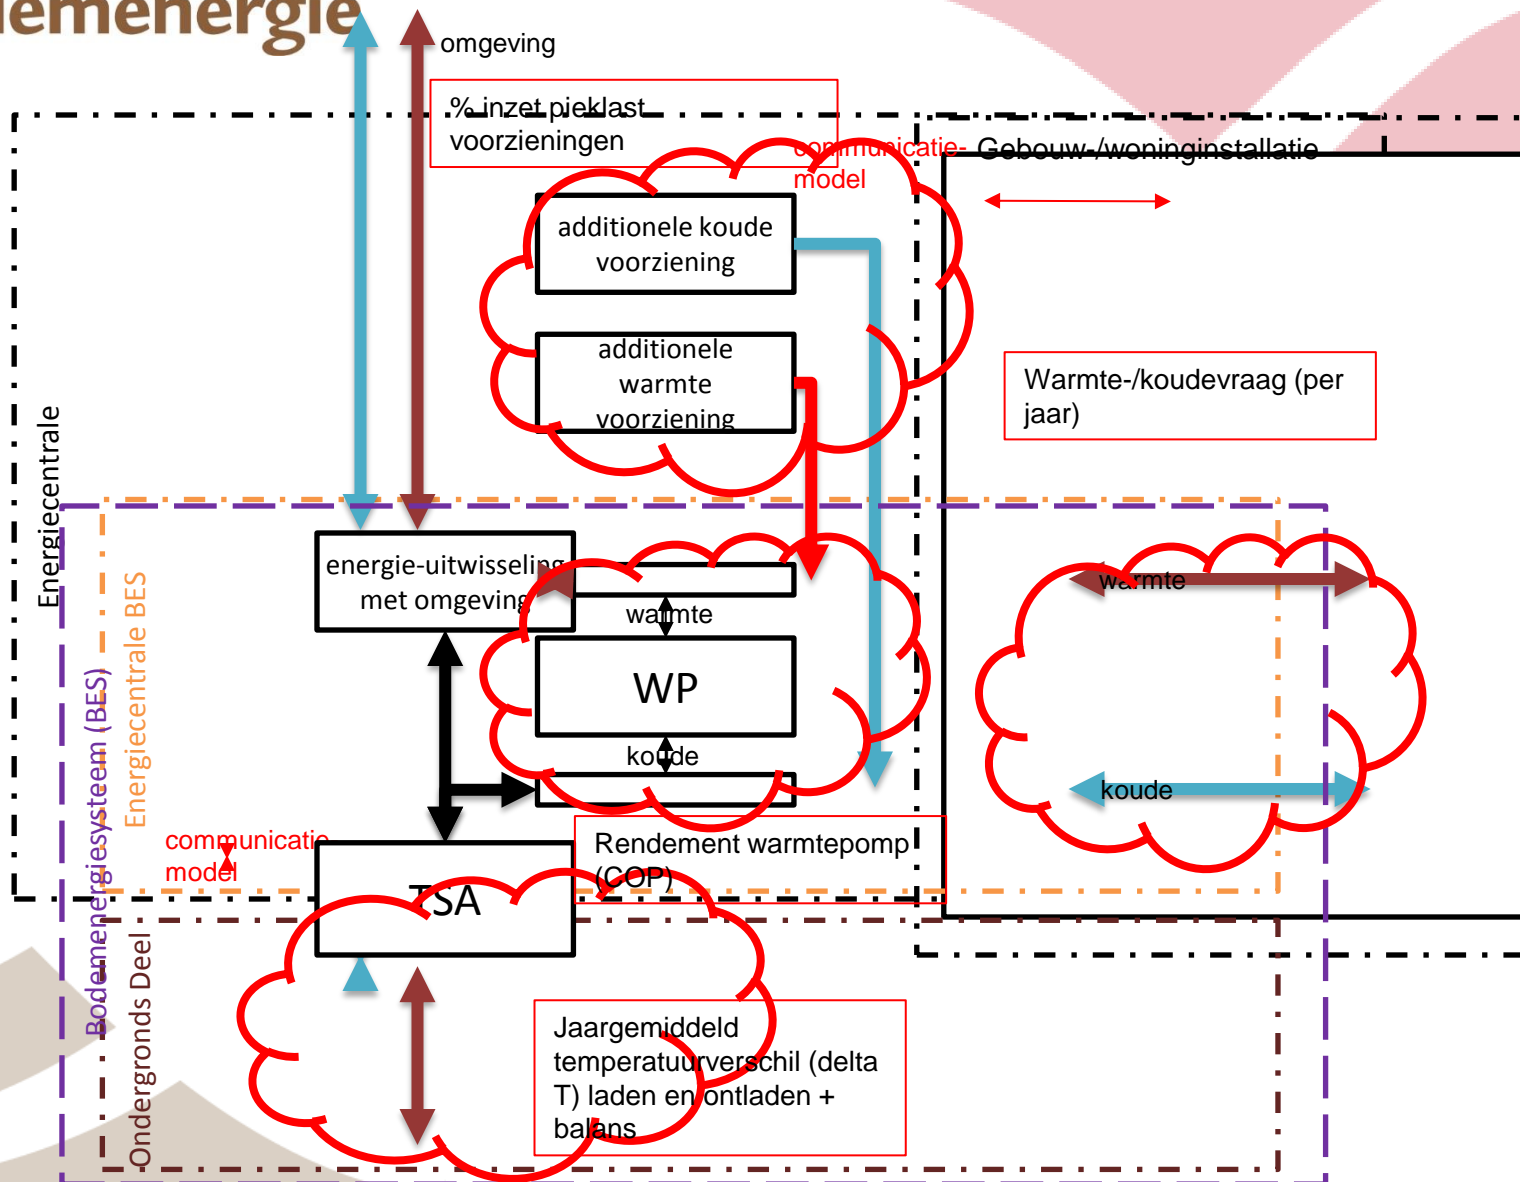 emenergie
omgeving
% inzet pieklast
voorzieningen
communicatie-
model
Gebouw-/woninginstallatie
additionele koude
voorziening
additionele
warmte
voorziening
Warmte-/koudevraag (per
jaar)
Energiecentrale
energie-uitwisseling
met omgeving
warmte
WP
koude
warmte
koude
Energiecentrale BES
Bodemenergiesysteem (BES)
communicatie
model
TSA
Rendement warmtepomp
(COP)
Ondergronds Deel
Jaargemiddeld
temperatuurverschil (delta
T) laden en ontladen +
balans